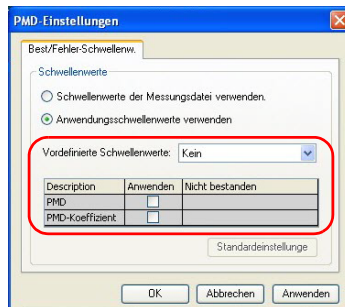 PMD-Einstellungen
Best/Fehler-Schwellenw.
Schwellenwerte
Schwellenwerte der Messungsdatei verwenden.
Anwendungsschwellenwerte verwenden
Vordefinierte Schwellenwerte: Kein
Description Anwenden Nicht bestanden
PMD
PMD-Koeffizient
Standardeinstellunge
OK Abbrechen Anwenden